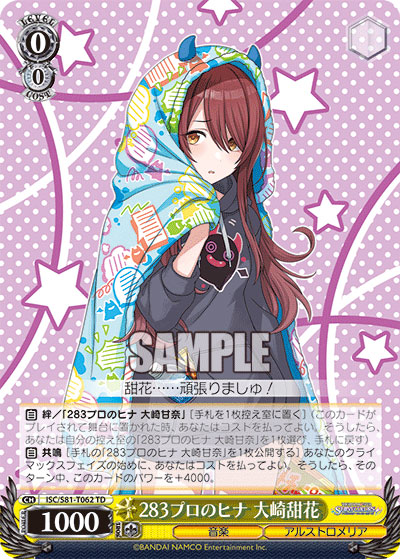 LEVEL
0
0
COST
SAMPLE
甜花……頑張りましゅ！
自 絆／「283プロのヒナ 大崎甘奈」［手札を1枚控え室に置く］（このカードが
プレイされて舞台に置かれた時、あなたはコストを払ってよい。そうしたら、
あなたは自分の控え室の「283プロのヒナ 大崎甘奈」を1枚選び、手札に戻す）
自 共鳴［手札の「283プロのヒナ 大崎甘奈」を1枚公開する］あなたのクライ
マックスフェイズの始めに、あなたはコストを払ってよい。そうしたら、その
ターン中、このカードのパワーを+4000。
CH ISC/S81-T062 TD
1000
283プロのヒナ 大崎甜花
音楽
アルストロメリア
©BANDAI NAMCO Entertainment Inc.